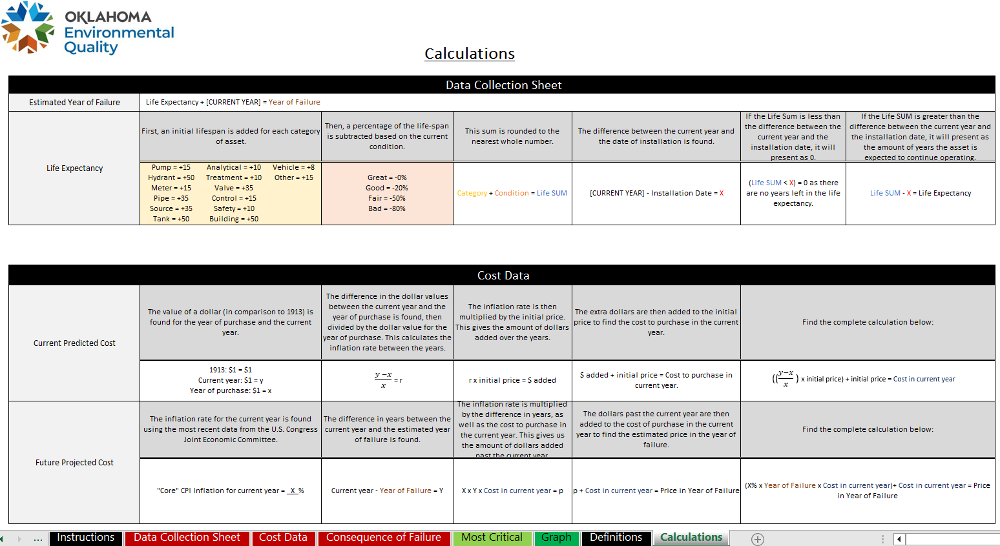 OKLAHOMA
Environmental
Quality
Calculations
Data Collection Sheet
Estimated Year of Failure
Life Expectancy + [CURRENT YEAR] = Year of Failure
Life Expectancy
First, an initial lifespan is added for each category
of asset.
Then, a percentage of the life-span
is subtracted based on the current
condition.
This sum is rounded to the
nearest whole number.
The difference between the current year and
the date of installation is found.
IF the Life Sum is less than
the difference between the
current year and the
installation date, it will
present as 0.
If the Life SUM is greater than the
difference between the current year and
the installation date, it will present as
the amount of years the asset is
expected to continue operating.
Pump = +15 Analytical = +10 Vehicle = +8
Hydrant = +50 Treatment = +10 Other = +15
Meter = +15 Valve = +35
Pipe = +35 Control = +15
Source = +35 Safety = +10
Tank = +50 Building = +50
Great = -0%
Good = -20%
Fair = -50%
Bad = -80%
Category + Condition = Life SUM
[CURRENT YEAR] - Installation Date = X
(Life SUM < X) = 0 as there
are no years left in the life
expectancy.
Life SUM - X = Life Expectancy
Cost Data
Current Predicted Cost
The value of a dollar (in comparison to 1913) is
found for the year of purchase and the current
year.
The difference in the dollar values
between the current year and the
year of purchase is found, then
divided by the dollar value for the
year of purchase. This calculates the
inflation rate between the years.
The inflation rate is then
multiplied by the initial price.
This gives the amount of dollars
added over the years.
The extra dollars are then added to the initial
price to find the cost to purchase in the current
year.
Find the complete calculation below:
1913: $1 = $1
Current year: $1 = y
Year of purchase: $1 = x
y −x
x
= r
r x initial price = $ added
$ added + initial price = Cost to purchase in
current year.
((y−x
x) x initial price) + initial price = Cost in current year
Future Projected Cost
The inflation rate for the current year is found
using the most recent data from the U.S. Congress
Joint Economic Committee.
The difference in years between the
current year and the estimated year
of failure is found.
The inflation rate is multiplied
by the difference in years, as
well as the cost to purchase in
the current year. This gives us
the amount of dollars added
past the current year.
The dollars past the current year are then
added to the cost of purchase in the current
year to find the estimated price in the year of
failure.
Find the complete calculation below:
"Core" CPI Inflation for current year = _X_%
Current year - Year of Failure = Y
X x Y x Cost in current year = p
p + Cost in current year = Price in Year of Failure
(X% x Year of Failure x Cost in current year)+ Cost in current year = Price
in Year of Failure
... Instructions Data Collection Sheet Cost Data Consequence of Failure Most Critical Graph Definitions Calculations